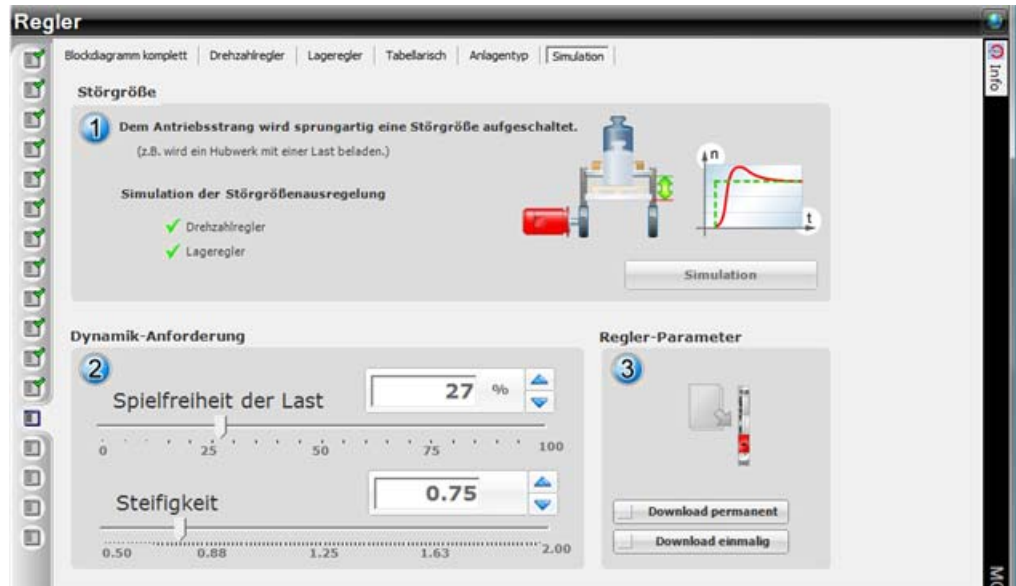 Regler
Blockdiagramm komplett Drehzahlregler Lageregler Tabellarisch Anlagentyp Simulation
Info
Störgröße
1 Dem Antriebsstrang wird sprungartig eine Störgröße aufgeschaltet.
(z.B. wird ein Hubwerk mit einer Last beladen.)
Simulation der Störgrößenausregelung
Drehzahlregler
Lageregler
n
t
Simulation
Dynamik-Anforderung
2
Spielfreiheit der Last 27 %
0 25 50 75 100
Steifigkeit 0.75
0.50 0.88 1.25 1.63 2.00
Regler-Parameter
3
Download permanent
Download einmalig